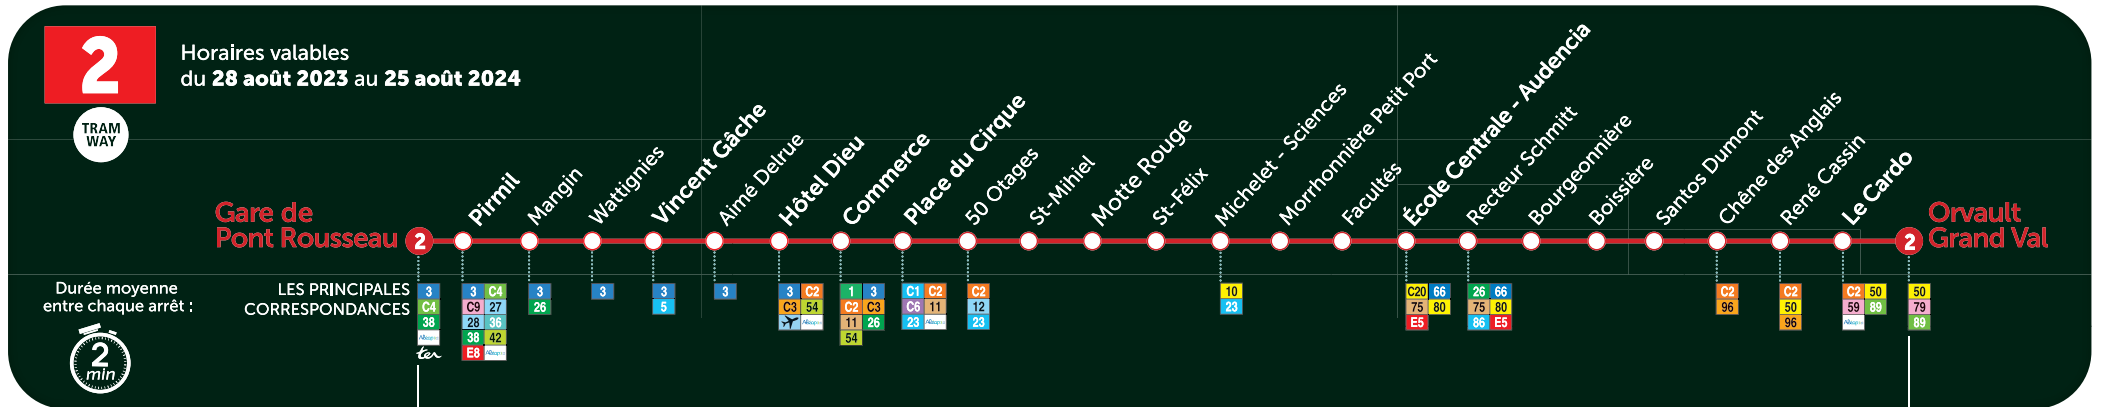 2
Horaires valables
du 28 août 2023 au 25 août 2024
TRAM
WAY
Gare de
Pont Rousseau
2
Pirmil
Mangin
Wattignies
Vincent Gâche
Aimé Delrue
Hôtel Dieu
Commerce
Place du Cirque
50 Otages
St-Mihiel
Motte Rouge
St-Félix
Michelet - Sciences
Morrhonnière Petit Port
Facultés
École Centrale - Audencia
Recteur Schmitt
Bourgeonnière
Boissière
Santos Dumont
Chêne des Anglais
René Cassin
Le Cardo
2
Orvault
Grand Val
Durée moyenne
entre chaque arrêt :
2
min
LES PRINCIPALES
CORRESPONDANCES
3
C4
38
ter
3 C4
C9 27
28 36
38 42
E8
3
26
3
3
5
3
3 C2
C3 54
1 3
C2 C3
11 26
54
C1 C2
C6 11
23
C2
12
23
10
23
C20 66
75 80
E5
26 66
75 80
86 E5
C2
96
C2
50
96
C2 50
59 89
50
79
89